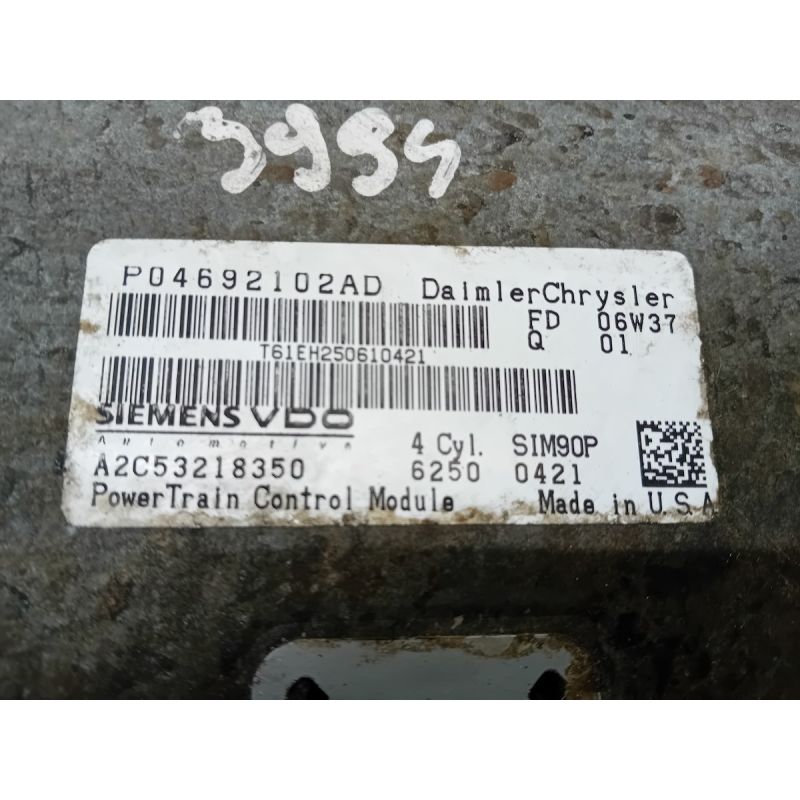 3994
P04692102AD DaimlerChrysler
FD 06W37
Q 01
T61EH250610421
SIEMENS VDO
Automotive 4 Cyl. SIM90P
A2C53218350 6250 0421
PowerTrain Control Module Made in U.S.A